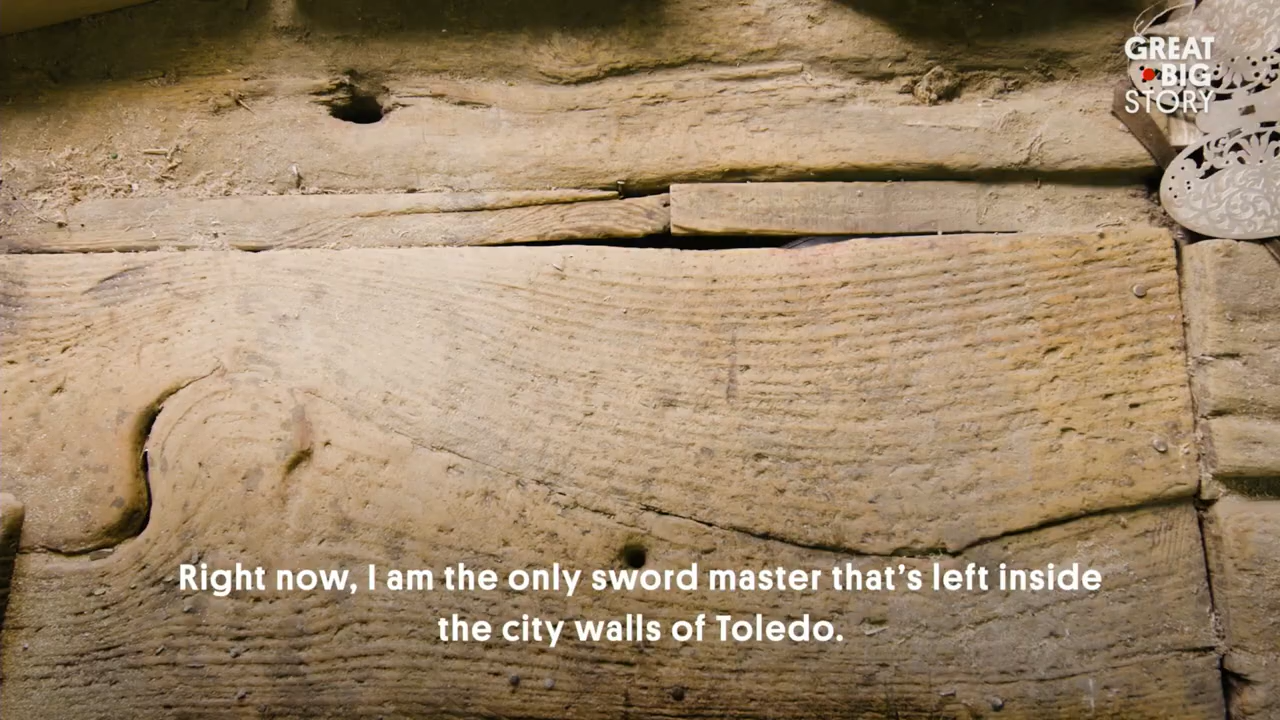 GREAT
BIG
STORY
Right now, I am the only sword master that's left inside
the city walls of Toledo.